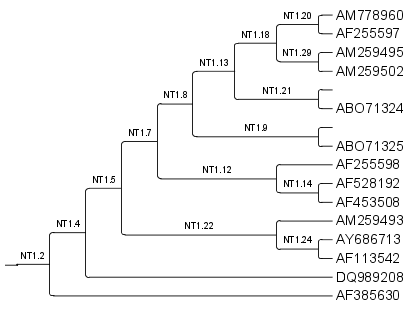 NT1.20 AM778960
AF255597
NT1.18
AM259495
NT1.29
AM259502
NT1.13
NT1.21
ABO71324
NT1.8
NT1.9
ABO71325
NT1.7
AF255598
NT1.12
NT1.14 AF528192
AF453508
NT1.5
AM259493
NT1.22
NT1.24 AY686713
AF113542
NT1.4
DQ989208
NT1.2
AF385630